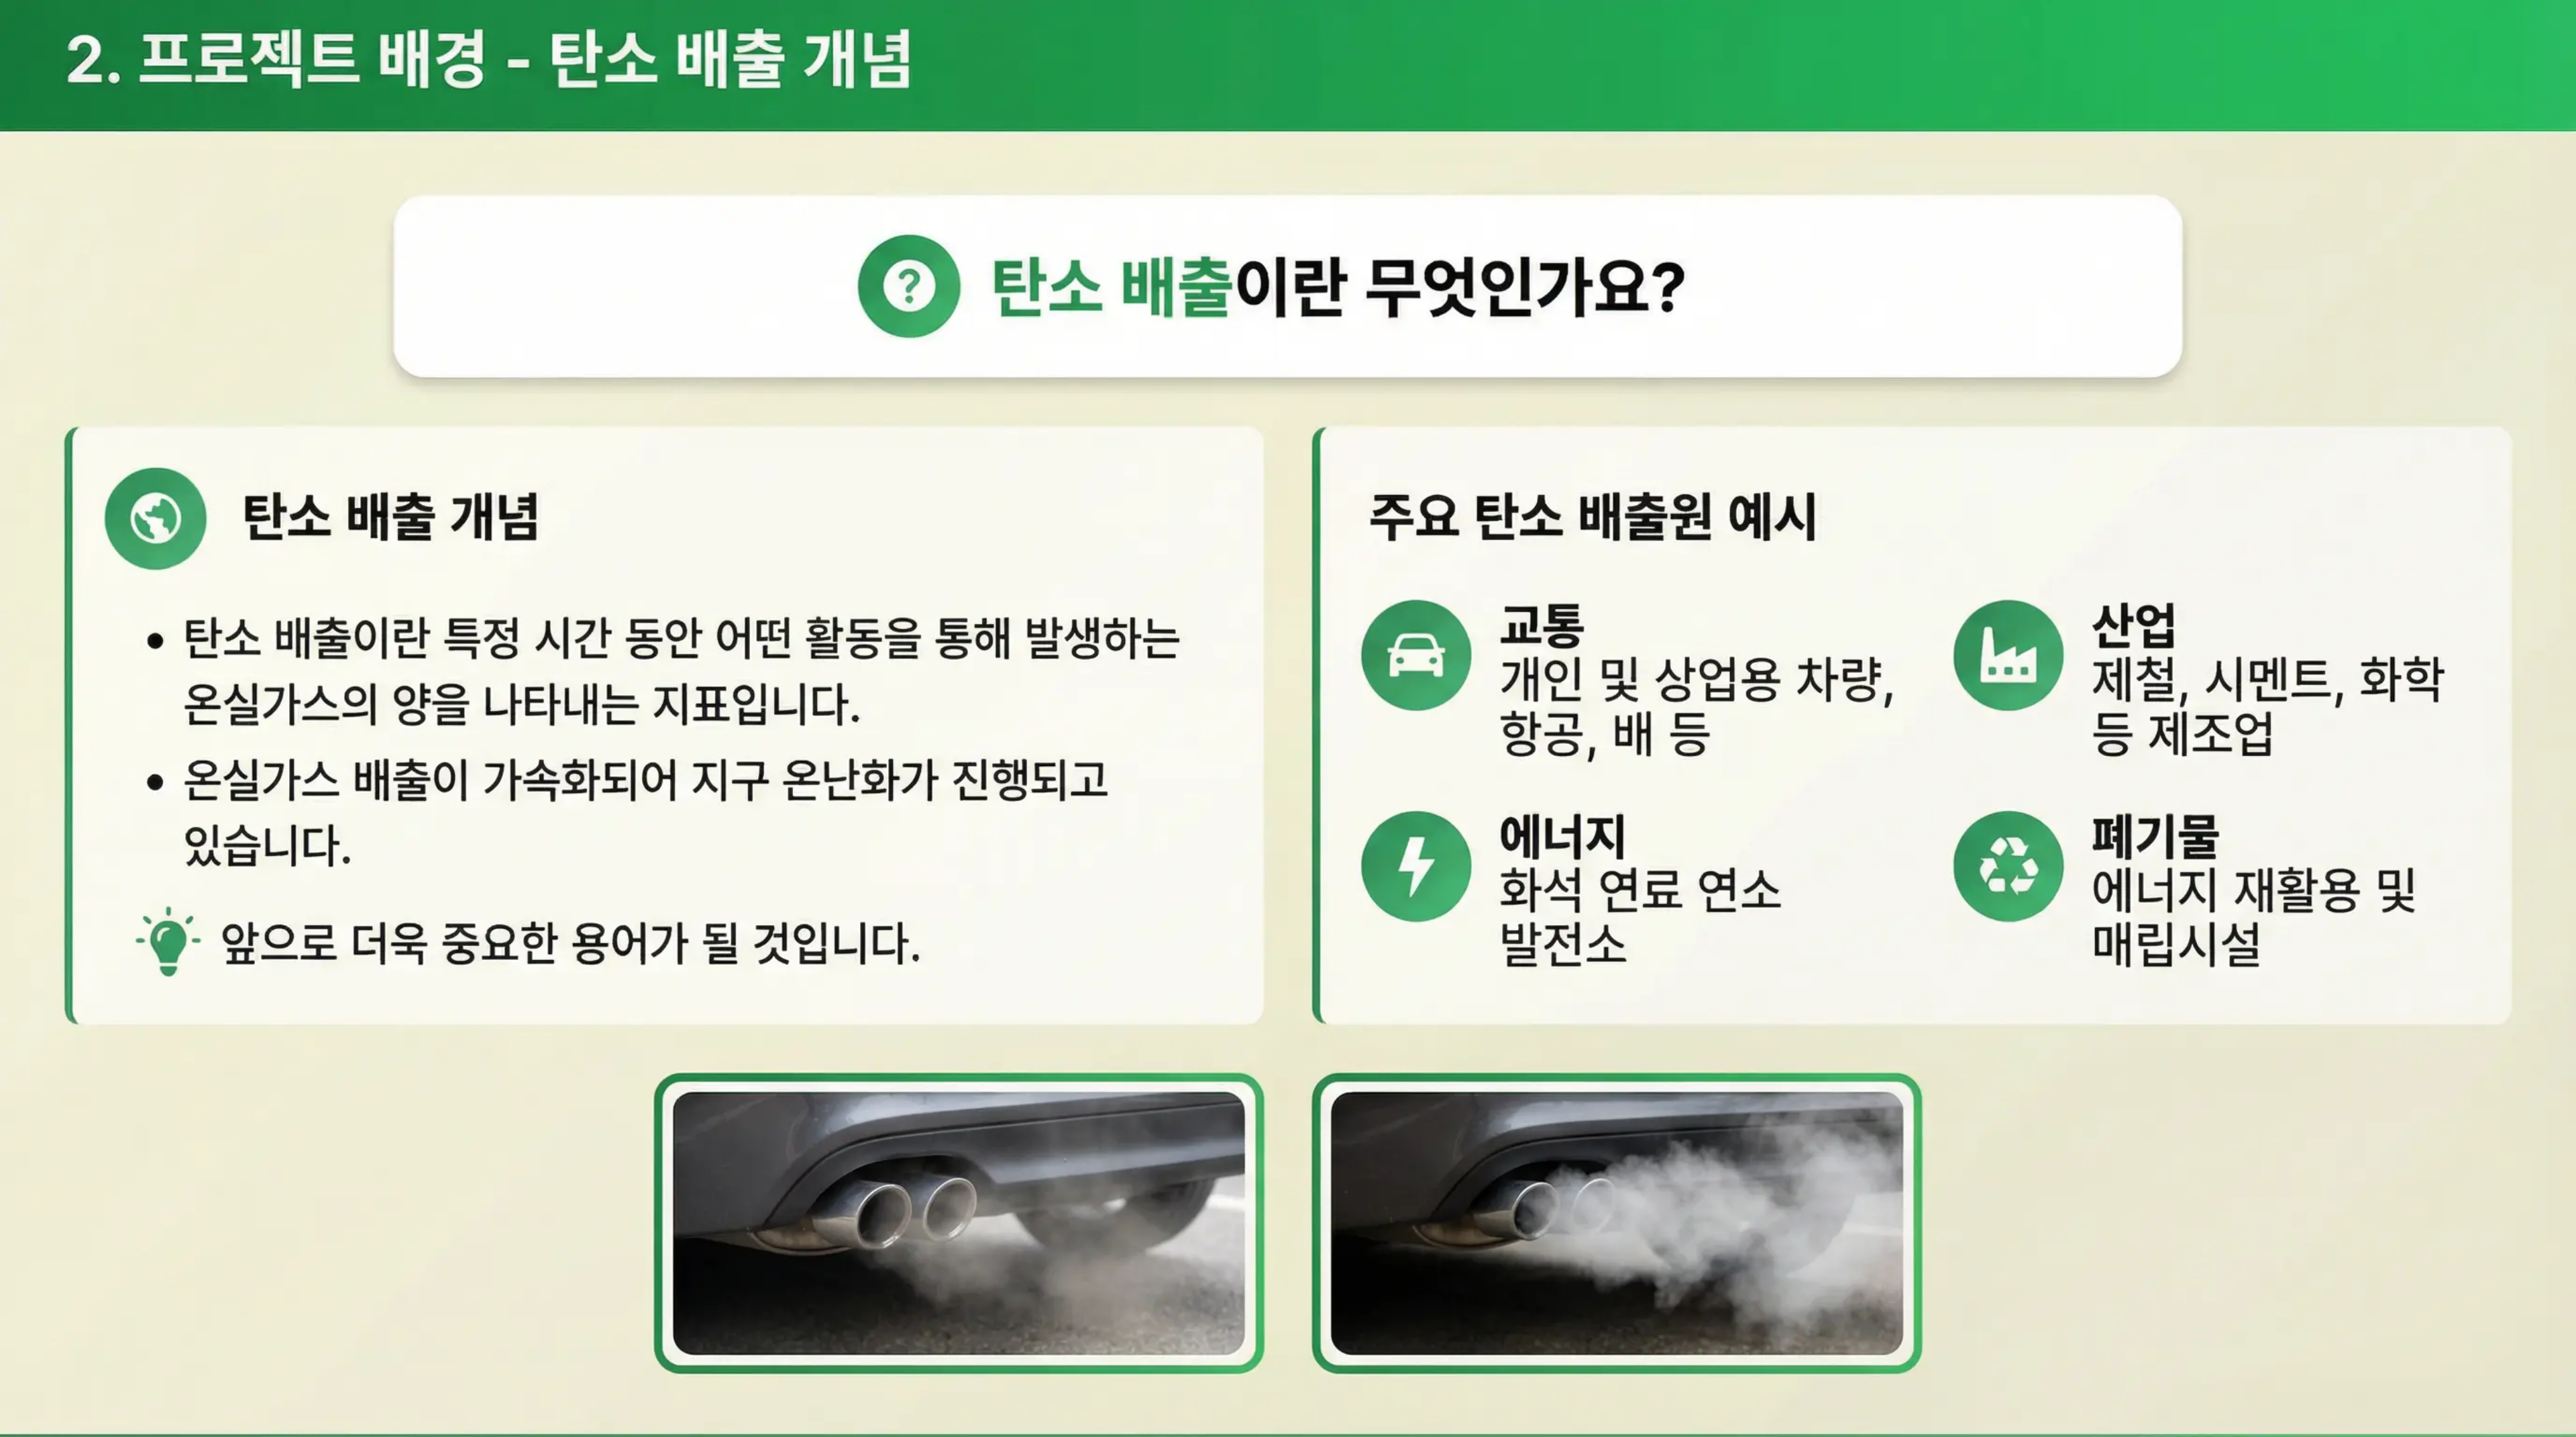 2. 프로젝트 배경 - 탄소 배출 개념
탄소 배출이란 무엇인가요?
탄소 배출 개념
• 탄소 배출이란 특정 시간 동안 어떤 활동을 통해 발생하는
온실가스의 양을 나타내는 지표입니다.
• 온실가스 배출이 가속화되어 지구 온난화가 진행되고
있습니다.
앞으로 더욱 중요한 용어가 될 것입니다.
주요 탄소 배출원 예시
교통
개인 및 상업용 차량,
항공, 배 등
산업
제철, 시멘트, 화학
등 제조업
에너지
화석 연료 연소
발전소
폐기물
에너지 재활용 및
매립시설